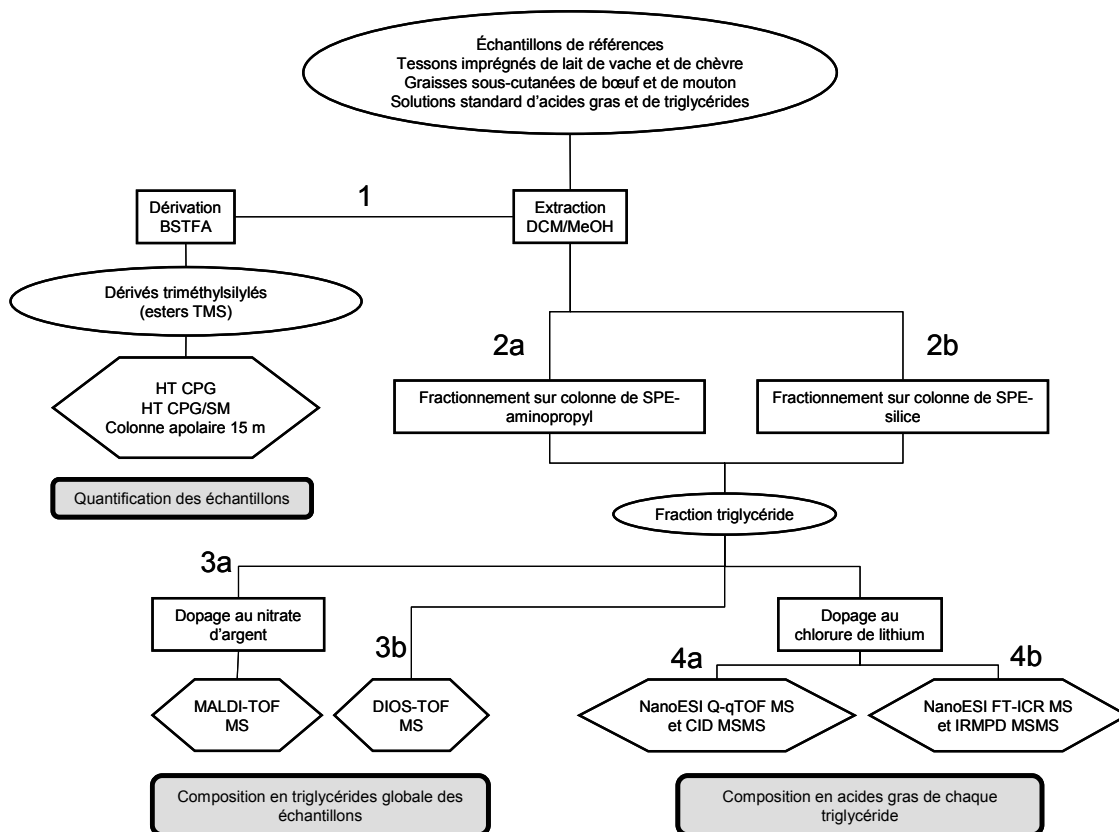 Échantillons de références
Tessons imprégnés de lait de vache et de chèvre
Graisses sous-cutanées de bœuf et de mouton
Solutions standard d'acides gras et de triglycérides
1
Dérivation
BSTFA
Extraction
DCM/MeOH
Dérivés triméthylsilylés
(esters TMS)
2a
2b
HT CPG
HT CPG/SM
Colonne apolaire 15 m
Fractionnement sur colonne de SPE-
aminopropyl
Fractionnement sur colonne de SPE-
silice
Quantification des échantillons
Fraction triglycéride
3a
Dopage au nitrate
d'argent
Dopage au
chlorure de lithium
3b
4a
4b
MALDI-TOF
MS
DIOS-TOF
MS
NanoESI Q-qTOF MS
et CID MSMS
NanoESI FT-ICR MS
et IRMPD MSMS
Composition en triglycérides globale des
échantillons
Composition en acides gras de chaque
triglycéride